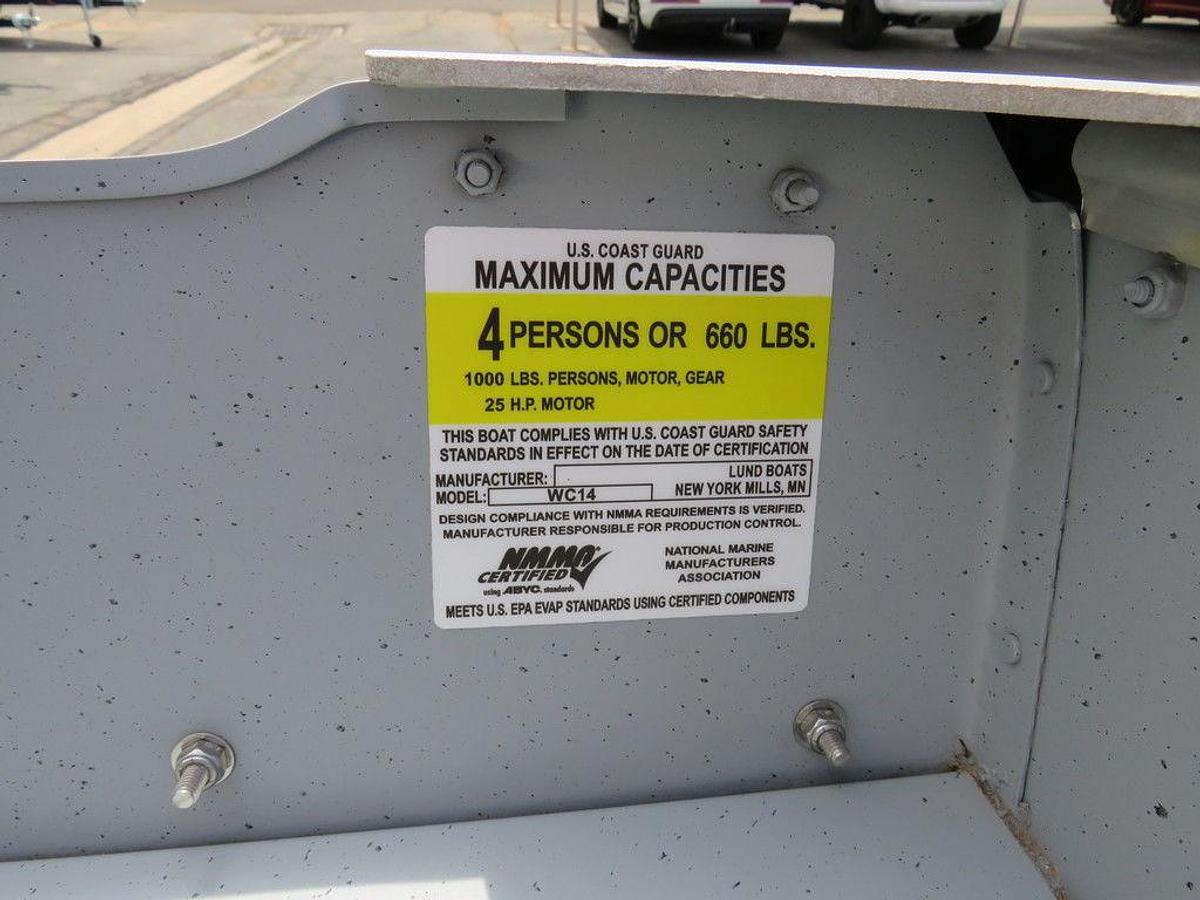 U.S. COAST GUARD
MAXIMUM CAPACITIES
4 PERSONS OR 660 LBS.
1000 LBS. PERSONS, MOTOR, GEAR
25 H.P. MOTOR
THIS BOAT COMPLIES WITH U.S. COAST GUARD SAFETY
STANDARDS IN EFFECT ON THE DATE OF CERTIFICATION
MANUFACTURER: LUND BOATS
MODEL: WC14 NEW YORK MILLS, MN
DESIGN COMPLIANCE WITH NMMA REQUIREMENTS IS VERIFIED.
MANUFACTURER RESPONSIBLE FOR PRODUCTION CONTROL.
NMMA
CERTIFIED
using ABYC. standards
NATIONAL MARINE
MANUFACTURERS
ASSOCIATION
MEETS U.S. EPA EVAP STANDARDS USING CERTIFIED COMPONENTS